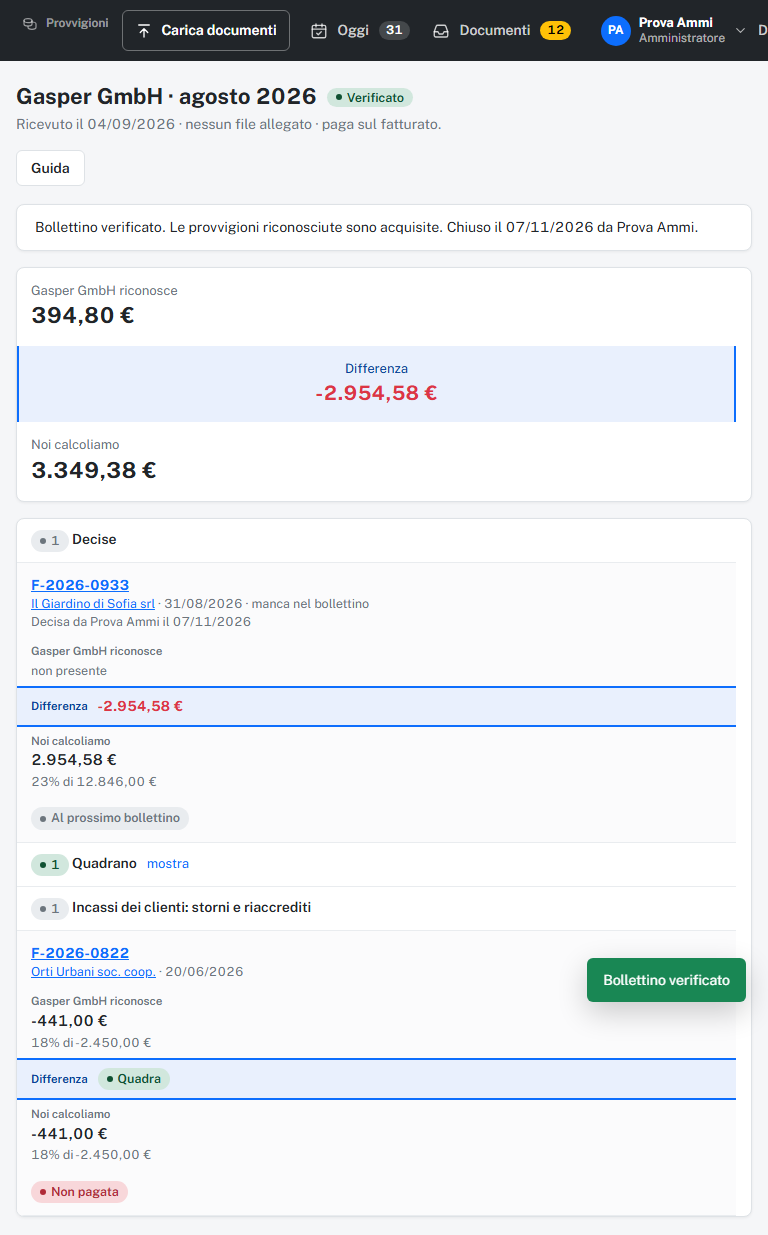 Provvigioni
Carica documenti
Oggi 31
Documenti 12
PA
Prova Ammi
Amministratore
D
Gasper GmbH · agosto 2026
Verificato
Ricevuto il 04/09/2026 · nessun file allegato · paga sul fatturato.
Guida
Bollettino verificato. Le provvigioni riconosciute sono acquisite. Chiuso il 07/11/2026 da Prova Ammi.
Gasper GmbH riconosce
394,80 €
Differenza
-2.954,58 €
Noi calcoliamo
3.349,38 €
1 Decise
F-2026-0933
Il Giardino di Sofia srl · 31/08/2026 · manca nel bollettino
Decisa da Prova Ammi il 07/11/2026
Gasper GmbH riconosce
non presente
Differenza -2.954,58 €
Noi calcoliamo
2.954,58 €
23% di 12.846,00 €
Al prossimo bollettino
1 Quadrano mostra
1 Incassi dei clienti: storni e riaccrediti
F-2026-0822
Orti Urbani soc. coop. · 20/06/2026
Bollettino verificato
Gasper GmbH riconosce
-441,00 €
18% di -2.450,00 €
Differenza Quadra
Noi calcoliamo
-441,00 €
18% di -2.450,00 €
Non pagata